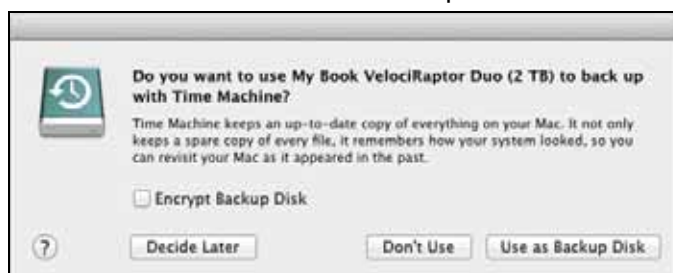 Do you want to use My Book VelociRaptor Duo (2 TB) to back up
with Time Machine?
Time Machine keeps an up-to-date copy of everything on your Mac. It not only
keeps a spare copy of every file, it remembers how your system looked, so you
can revisit your Mac as it appeared in the past.
Encrypt Backup Disk
? Decide Later Don't Use Use as Backup Disk